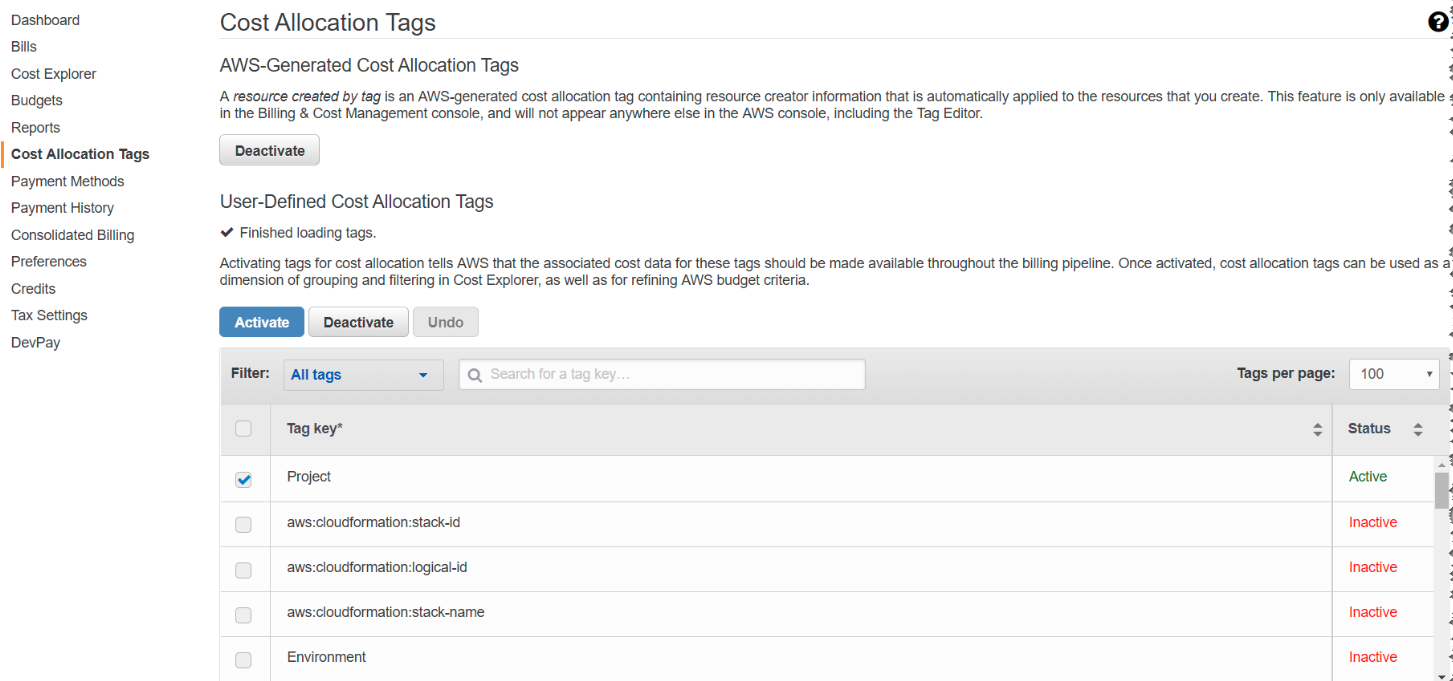 Dashboard
Bills
Cost Explorer
Budgets
Reports
Cost Allocation Tags
Payment Methods
Payment History
Consolidated Billing
Preferences
Credits
Tax Settings
DevPay
Cost Allocation Tags
?
AWS-Generated Cost Allocation Tags
A resource created by tag is an AWS-generated cost allocation tag containing resource creator information that is automatically applied to the resources that you create. This feature is only available
in the Billing & Cost Management console, and will not appear anywhere else in the AWS console, including the Tag Editor.
Deactivate
User-Defined Cost Allocation Tags
Finished loading tags.
Activating tags for cost allocation tells AWS that the associated cost data for these tags should be made available throughout the billing pipeline. Once activated, cost allocation tags can be used as a
dimension of grouping and filtering in Cost Explorer, as well as for refining AWS budget criteria.
Activate Deactivate Undo
Filter: All tags Search for a tag key... Tags per page: 100
Tag key* Status
Project Active
aws:cloudformation:stack-id Inactive
aws:cloudformation:logical-id Inactive
aws:cloudformation:stack-name Inactive
Environment Inactive